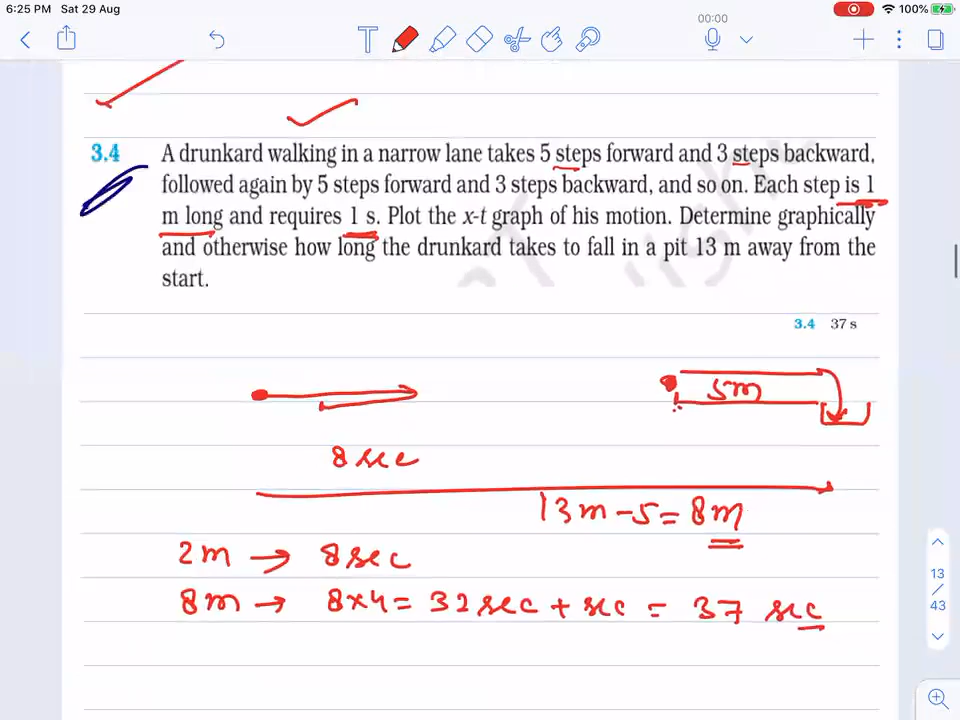 6:25 PM Sat 29 Aug
00:00
100%
3.4 A drunkard walking in a narrow lane takes 5 steps forward and 3 steps backward,
followed again by 5 steps forward and 3 steps backward, and so on. Each step is 1
m long and requires 1 s. Plot the x-t graph of his motion. Determine graphically
and otherwise how long the drunkard takes to fall in a pit 13 m away from the
start.
3.4 37 s
5m
8 sec
13m - 5 = 8m
2m → 8 sec
8m → 8×4 = 32 sec + sec = 37 sec
13
/
43